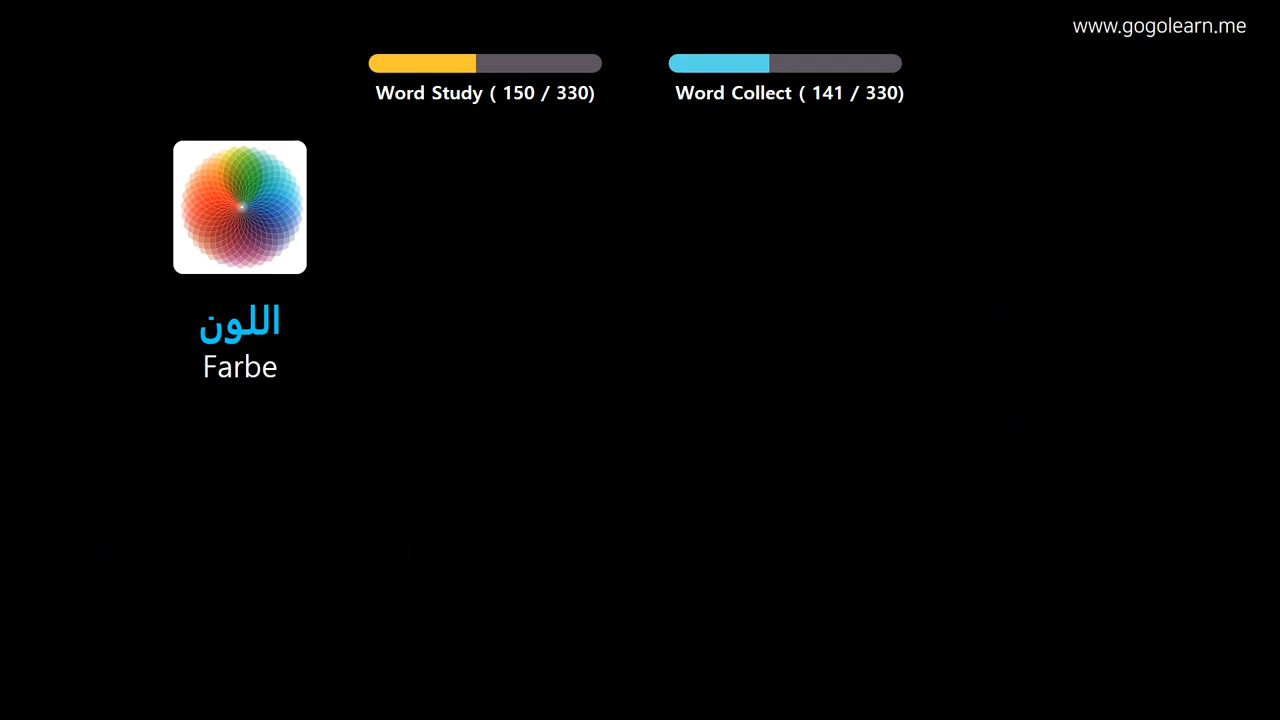 www.gogolearn.me
Word Study ( 150 / 330)
Word Collect ( 141 / 330)
اللون
Farbe